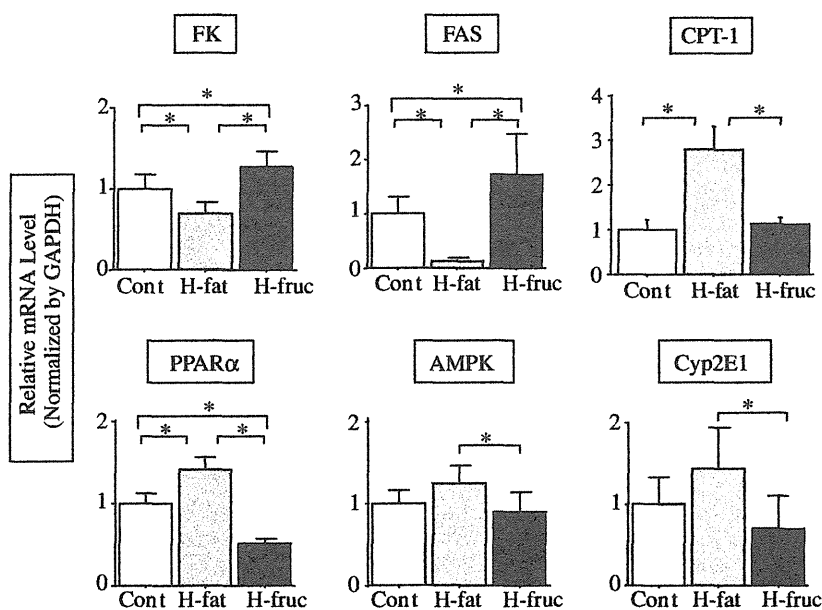 FK
FAS
CPT-1
Relative mRNA Level
(Normalized by GAPDH)
2
1
0
*
*
*
Cont H-fat H-fruc
3
2
1
0
*
*
*
Cont H-fat H-fruc
4
3
2
1
0
*
*
Cont H-fat H-fruc
PPARα
AMPK
Cyp2E1
2
1
0
*
*
*
Cont H-fat H-fruc
2
1
0
*
Cont H-fat H-fruc
2
1
0
*
Cont H-fat H-fruc